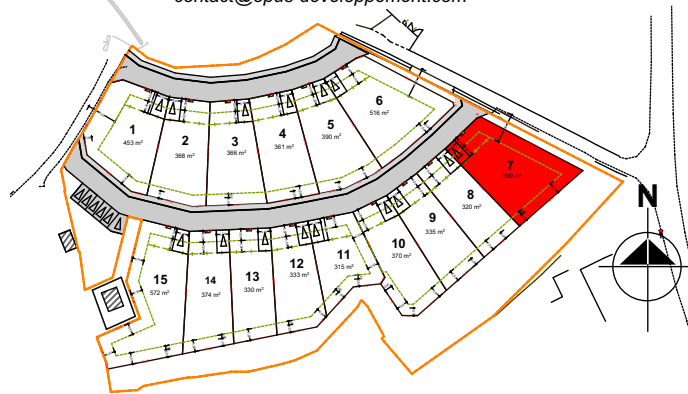 contact@opus-developpement.com
6
516 m²
5
390 m²
4
361 m²
3
366 m²
2
368 m²
1
453 m²
7
8
320 m²
9
335 m²
10
370 m²
11
315 m²
12
333 m²
13
330 m²
14
374 m²
15
572 m²
N